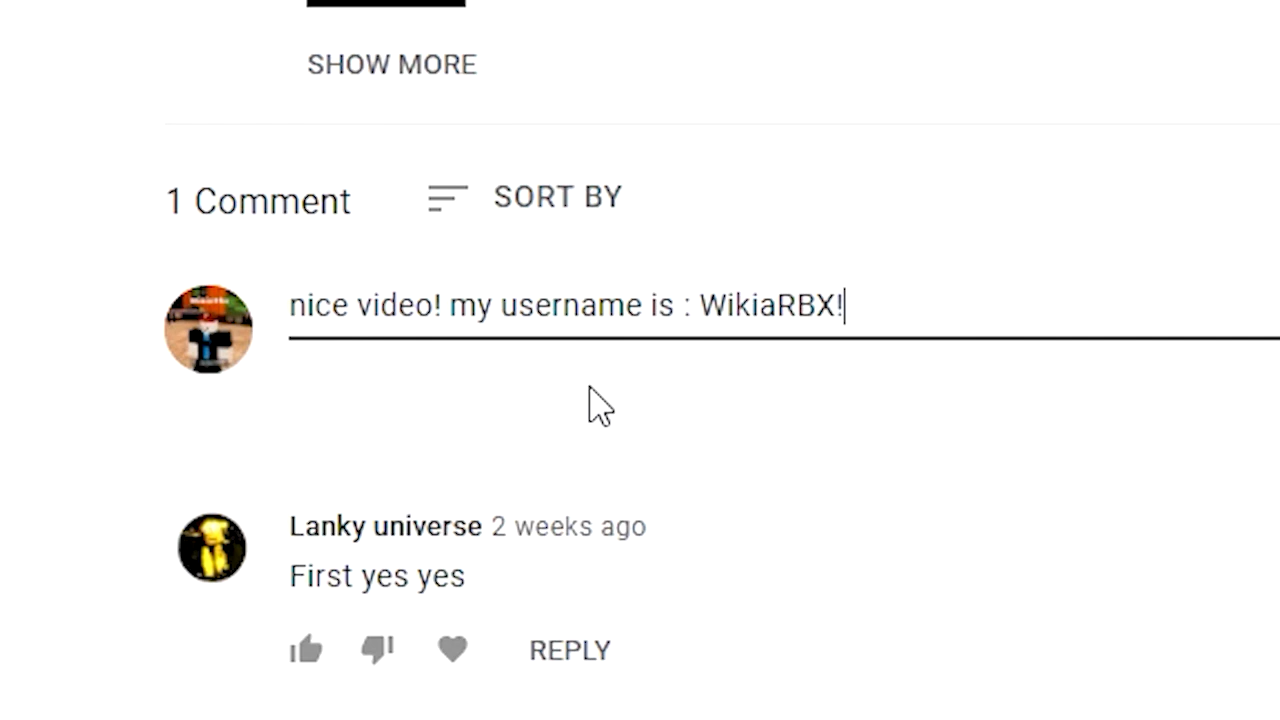 SHOW MORE
1 Comment
SORT BY
nice video! my username is : WikiaRBX!
Lanky universe 2 weeks ago
First yes yes
REPLY